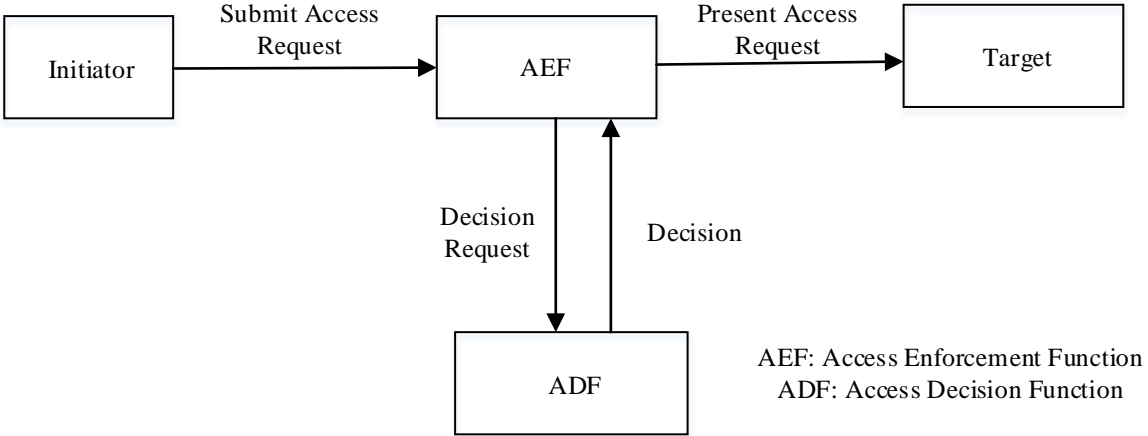 Submit Access
Request
Present Access
Request
Initiator
AEF
Target
Decision
Request
Decision
ADF
AEF: Access Enforcement Function
ADF: Access Decision Function